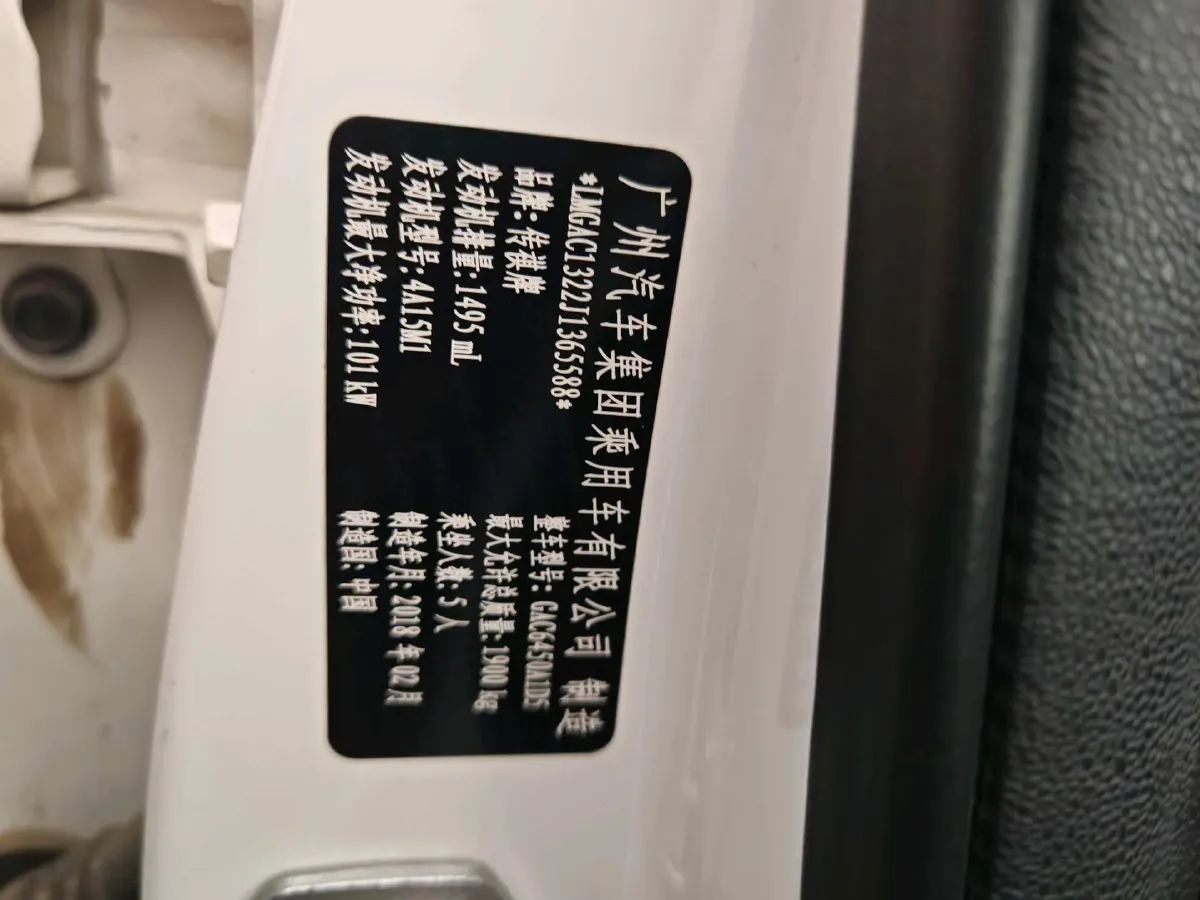 广州汽车集团乘用车有限公司 制造
*LMGAC1322J1365588*
品牌:传祺牌
整车型号:GAC6450A1D5
发动机排量:1495 mL
最大允许总质量:1900 kg
发动机型号:4A15M1
乘坐人数:5 人
发动机最大净功率:101 kW
制造年月:2018 年 02 月
制造国:中国